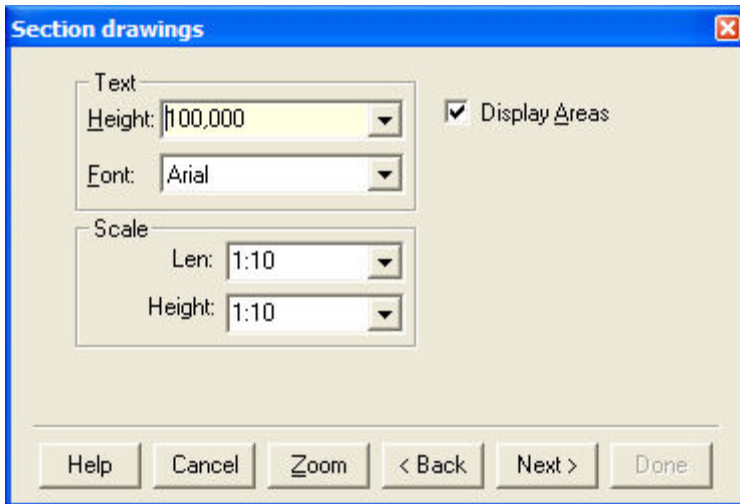 Section drawings
Text
Height: 100,000
Display Areas
Font: Arial
Scale
Len: 1:10
Height: 1:10
Help Cancel Zoom < Back Next > Done